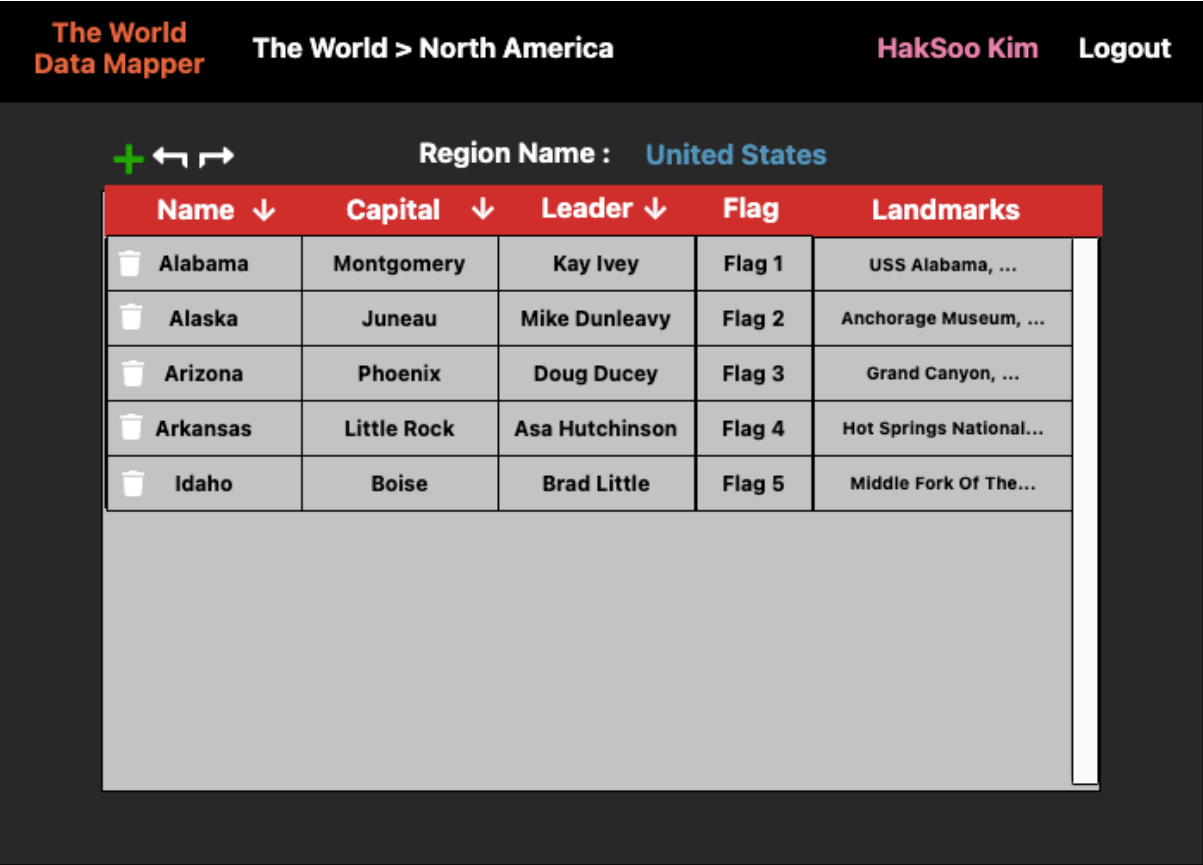 The World
Data Mapper
The World > North America
HakSoo Kim
Logout
Region Name : United States
Name Capital Leader Flag Landmarks
Alabama Montgomery Kay Ivey Flag 1 USS Alabama, ...
Alaska Juneau Mike Dunleavy Flag 2 Anchorage Museum, ...
Arizona Phoenix Doug Ducey Flag 3 Grand Canyon, ...
Arkansas Little Rock Asa Hutchinson Flag 4 Hot Springs National...
Idaho Boise Brad Little Flag 5 Middle Fork Of The...